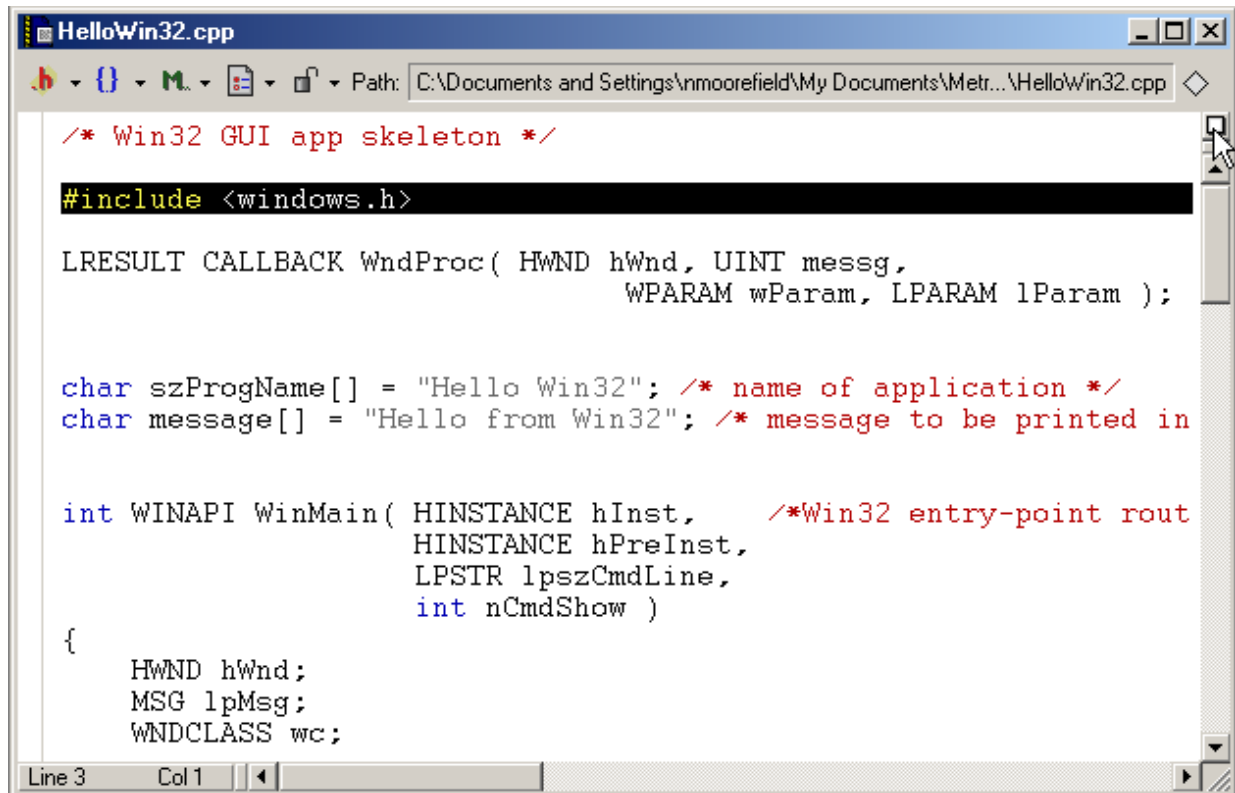 HelloWin32.cpp
.h {} M. Path: C:\Documents and Settings\nmoorefield\My Documents\Metr...\HelloWin32.cpp
/* Win32 GUI app skeleton */
#include <windows.h>
LRESULT CALLBACK WndProc( HWND hWnd, UINT messg,
WPARAM wParam, LPARAM lParam );
char szProgName[] = "Hello Win32"; /* name of application */
char message[] = "Hello from Win32"; /* message to be printed in
int WINAPI WinMain( HINSTANCE hInst, /*Win32 entry-point rout
HINSTANCE hPreInst,
LPSTR lpszCmdLine,
int nCmdShow )
{
HWND hWnd;
MSG lpMsg;
WNDCLASS wc;
Line 3 Col 1